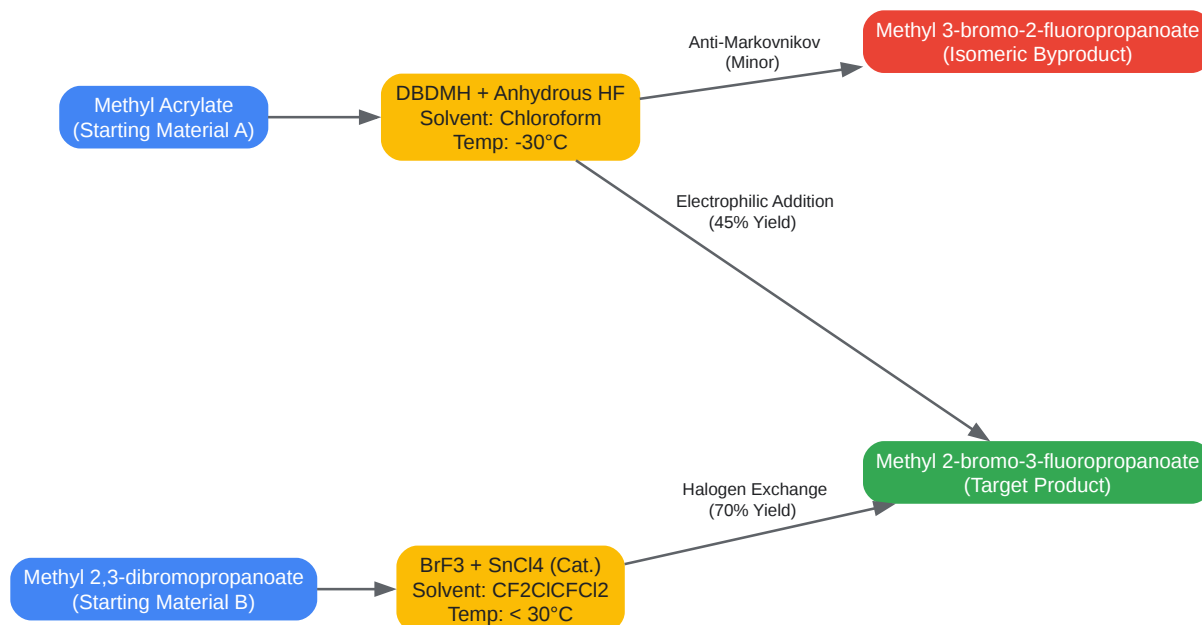 Methyl Acrylate
(Starting Material A)
DBDMH + Anhydrous HF
Solvent: Chloroform
Temp: -30°C
Anti-Markovnikov
(Minor)
Methyl 3-bromo-2-fluoropropanoate
(Isomeric Byproduct)
Electrophilic Addition
(45% Yield)
Methyl 2-bromo-3-fluoropropanoate
(Target Product)
Halogen Exchange
(70% Yield)
Methyl 2,3-dibromopropanoate
(Starting Material B)
BrF3 + SnCl4 (Cat.)
Solvent: CF2ClCFCl2
Temp: < 30°C